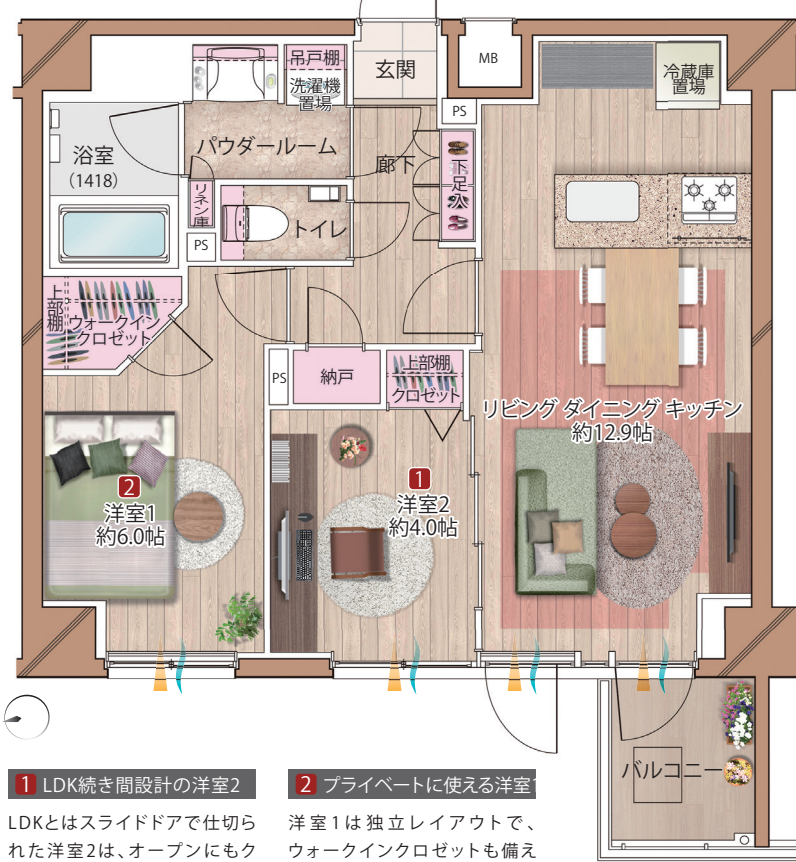 吊戸棚
洗濯機
置場
玄関
MB
冷蔵庫
置場
PS
浴室
(1418)
パウダールーム
廊下
下足入
リネン庫
トイレ
PS
上部棚
ウォークイン
クロゼット
PS
納戸
上部棚
クロゼット
リビング ダイニング キッチン
約12.9帖
2
洋室1
約6.0帖
1
洋室2
約4.0帖
バルコニー
1 LDK続き間設計の洋室2
LDKとはスライドドアで仕切ら
れた洋室2は、オープンにもク
2 プライベートに使える洋室1
洋室1は独立レイアウトで、
ウォークインクロゼットも備え